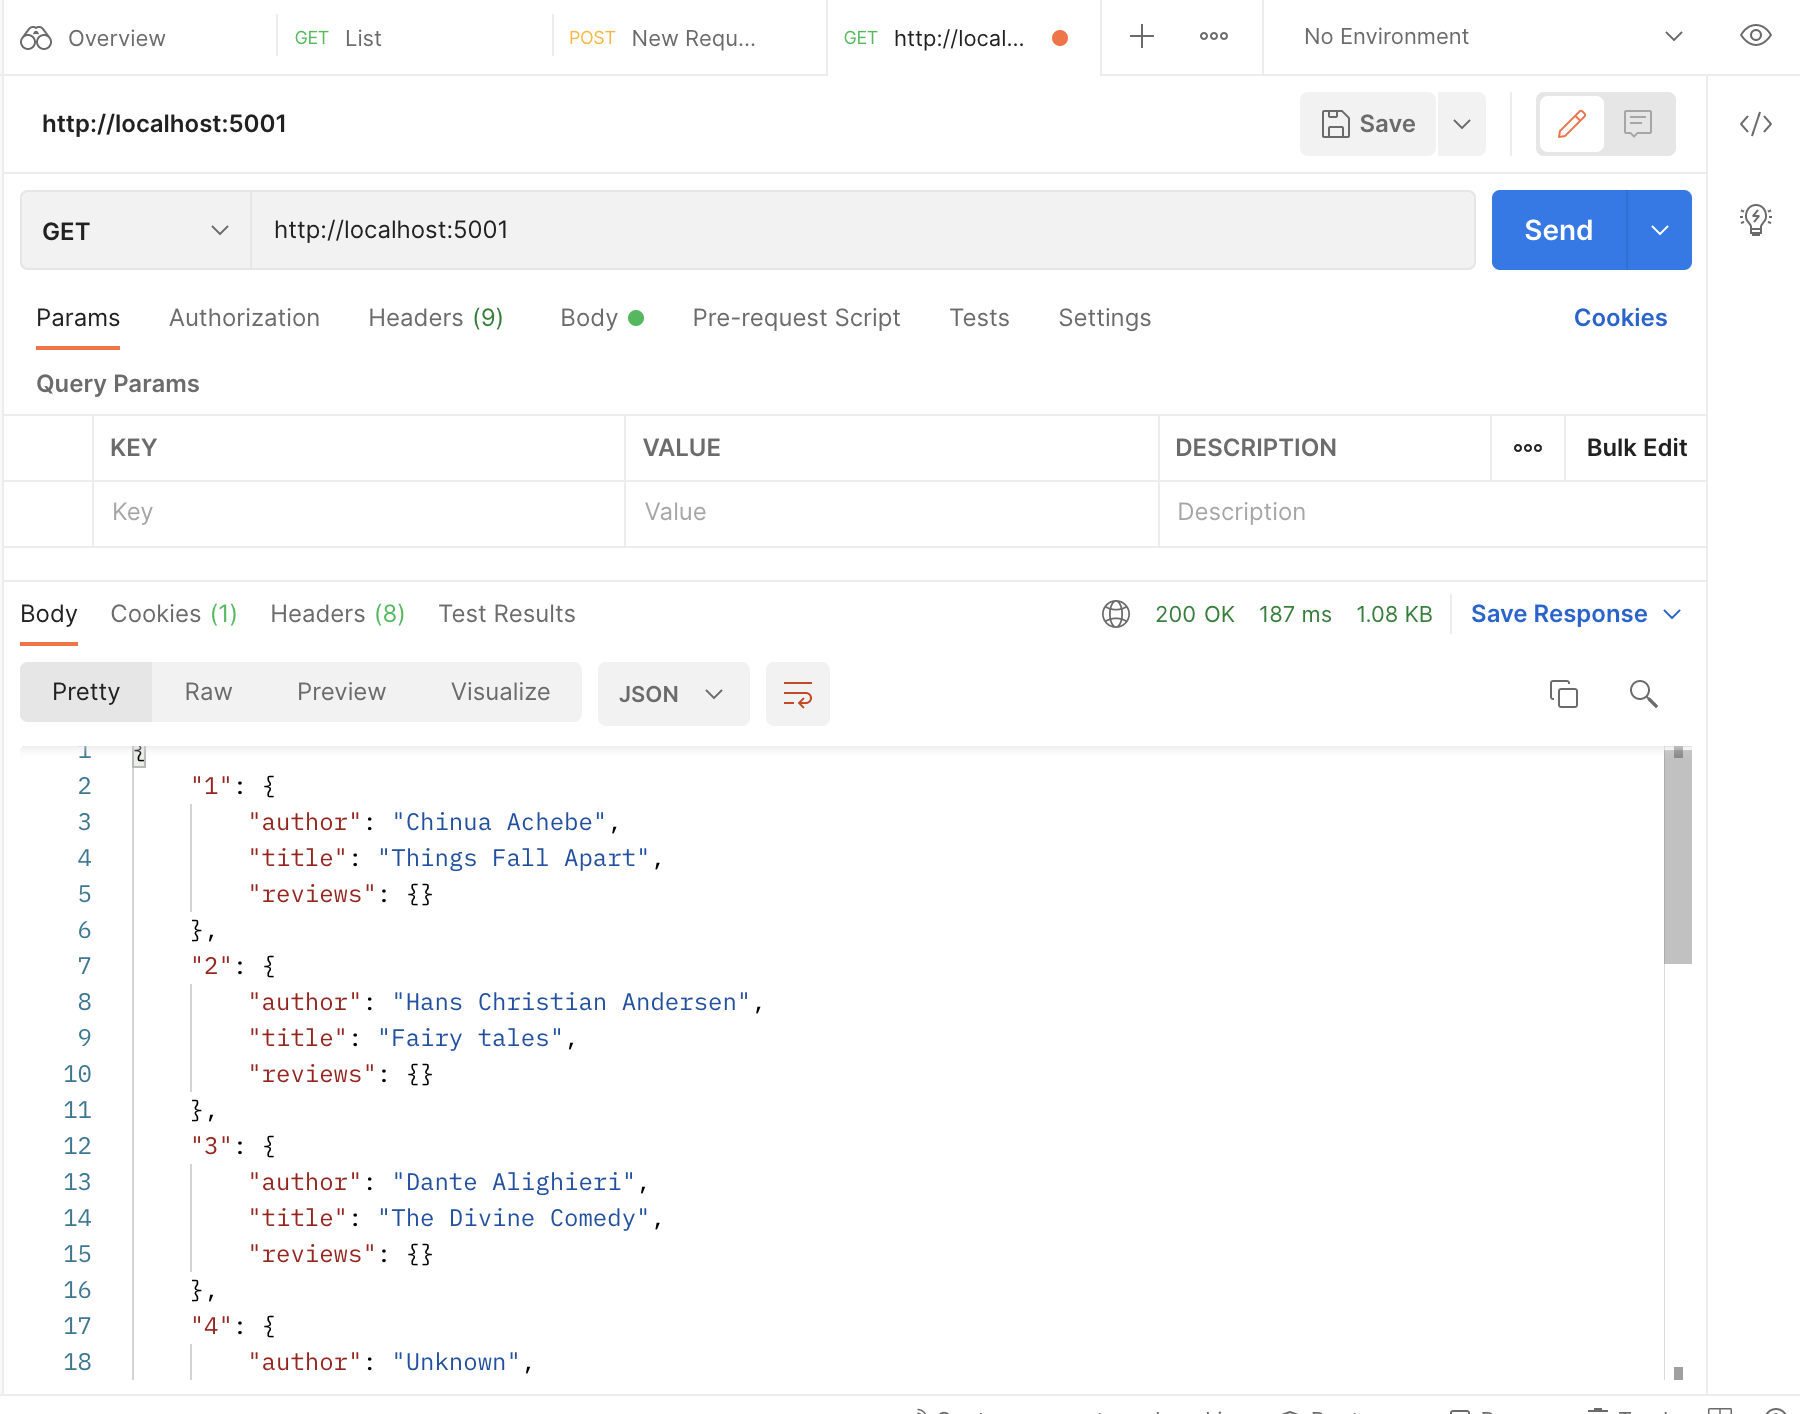 Overview GET List POST New Requ... GET http://local... No Environment
http://localhost:5001 Save
GET http://localhost:5001 Send
Params Authorization Headers (9) Body Pre-request Script Tests Settings Cookies
Query Params
KEY VALUE DESCRIPTION Bulk Edit
Key Value Description
Body Cookies (1) Headers (8) Test Results 200 OK 187 ms 1.08 KB Save Response
Pretty Raw Preview Visualize JSON
1 {
2 "1": {
3 "author": "Chinua Achebe",
4 "title": "Things Fall Apart",
5 "reviews": {}
6 },
7 "2": {
8 "author": "Hans Christian Andersen",
9 "title": "Fairy tales",
10 "reviews": {}
11 },
12 "3": {
13 "author": "Dante Alighieri",
14 "title": "The Divine Comedy",
15 "reviews": {}
16 },
17 "4": {
18 "author": "Unknown",